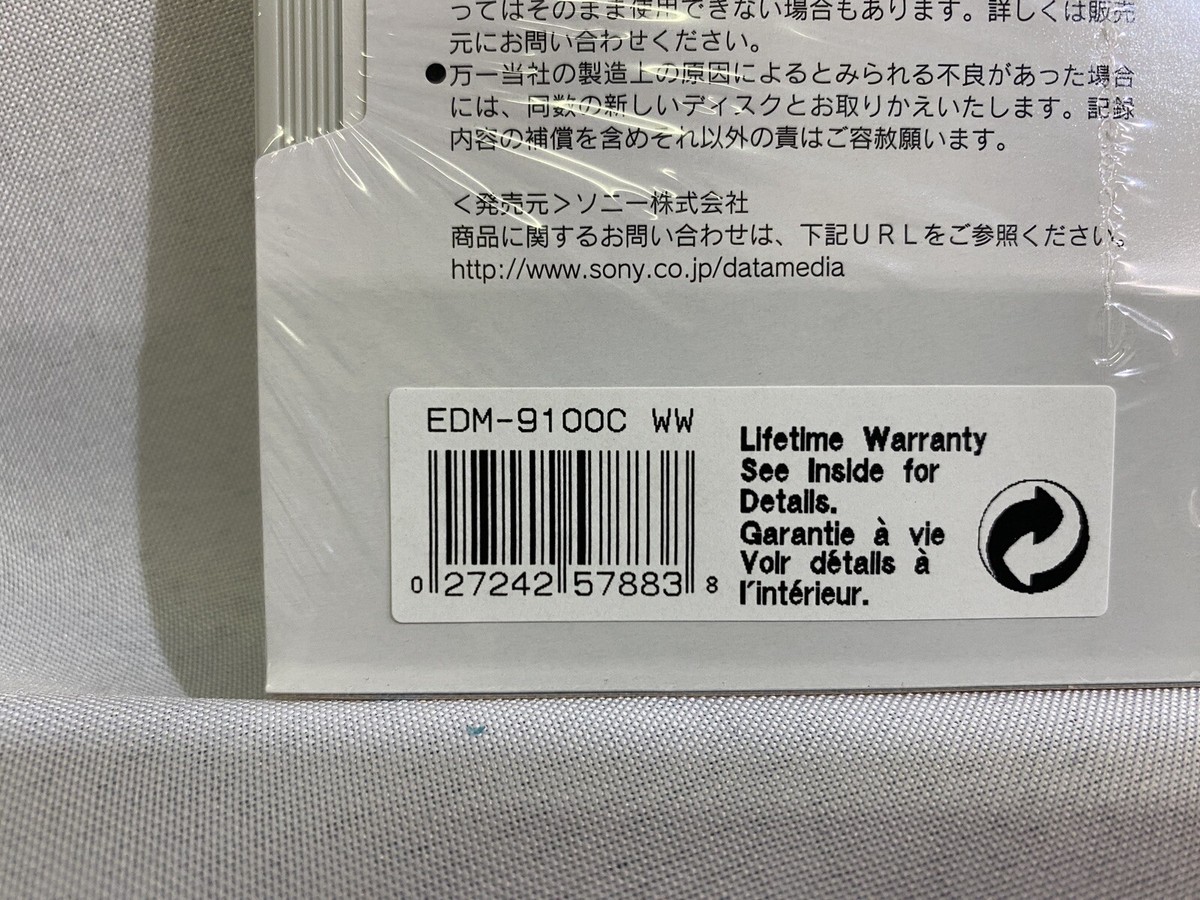 ってはそのまま使用できない場合もあります。詳しくは販売
元にお問い合わせください。
●万一当社の製造上の原因によるとみられる不良があった場合
には、同数の新しいディスクとお取りかえいたします。記録
内容の補償を含めそれ以外の責はご容赦願います。
＜発売元＞ソニー株式会社
商品に関するお問い合わせは、下記ＵＲＬをご参照ください。
http://www.sony.co.jp/datamedia
EDM-9100C WW
0 27242 57883 8
Lifetime Warranty
See Inside for
Details.
Garantie à vie
Voir détails à
l'intérieur.